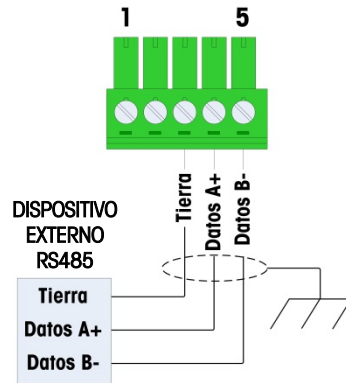 1 5
Tierra
Datos A+
Datos B-
DISPOSITIVO
EXTERNO
RS485
Tierra
Datos A+
Datos B-